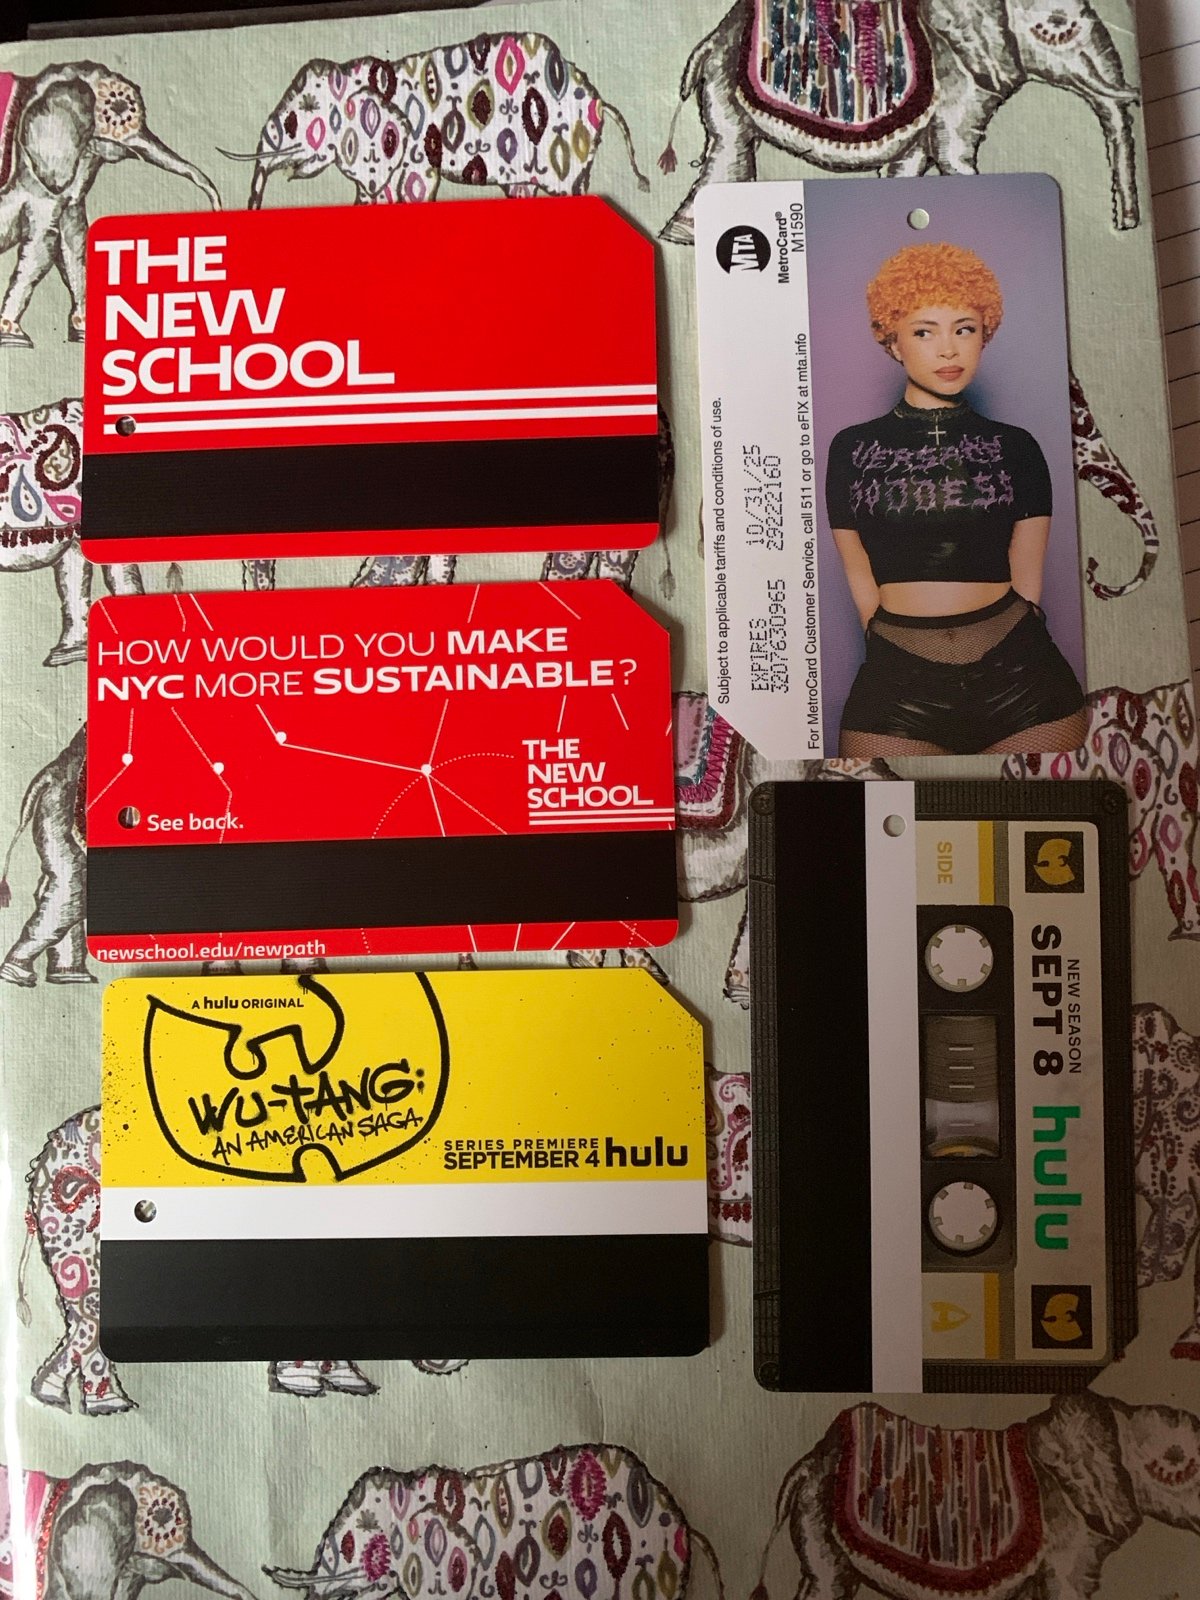 THE
NEW
SCHOOL
HOW WOULD YOU MAKE
NYC MORE SUSTAINABLE?
THE
NEW
SCHOOL
See back.
newschool.edu/newpath
A hulu ORIGINAL
WU-TANG:
AN AMERICAN SAGA
SERIES PREMIERE
SEPTEMBER 4 hulu
MTA
MetroCard®
M1590
Subject to applicable tariffs and conditions of use.
EXPIRES 10/31/25
3207630965 29222160
For MetroCard Customer Service, call 511 or go to eFIX at mta.info
VERSACE
GODDESS
NEW SEASON
SEPT 8 hulu
SIDE A